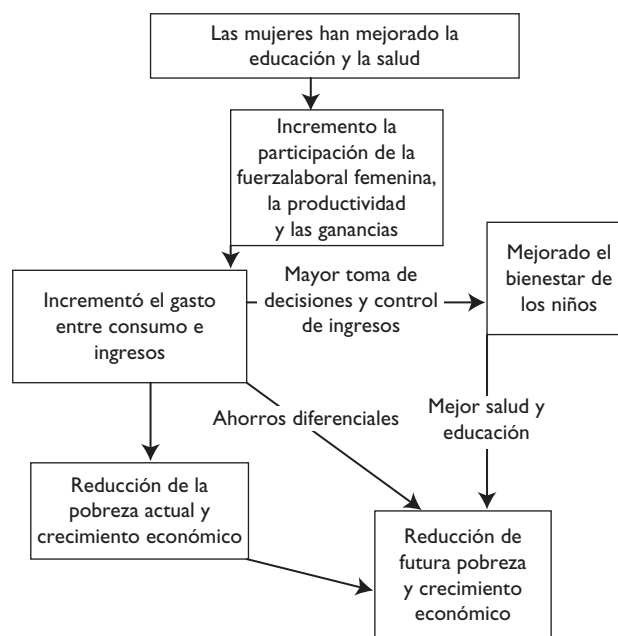 Las mujeres han mejorado la
educación y la salud
Incremento la
participación de la
fuerzalaboral femenina,
la productividad
y las ganancias
Mayor toma de
decisiones y control
de ingresos
Mejorado el
bienestar de
los niños
Incrementó el gasto
entre consumo e
ingresos
Ahorros diferenciales
Mejor salud y
educación
Reducción de la
pobreza actual y
crecimiento económico
Reducción de
futura pobreza
y crecimiento
económico